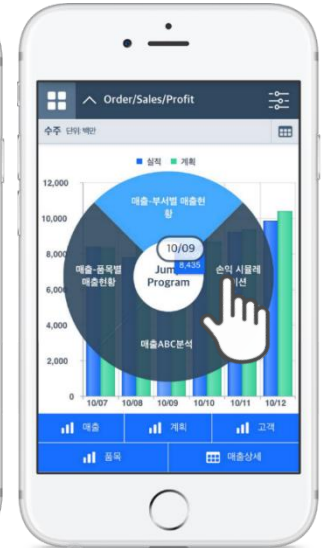 Order/Sales/Profit
수주 단위: 백만
실적 계획
12,000
10,000
8,000
6,000
4,000
2,000
0
매출-부서별 매출현
황
10/09
8,435
Jum
Program
매출-품목별
매출현황
손익 시뮬레
이션
매출ABC분석
10/07 10/08 10/09 10/10 10/11 10/12
매출 계획 고객
품목 매출상세